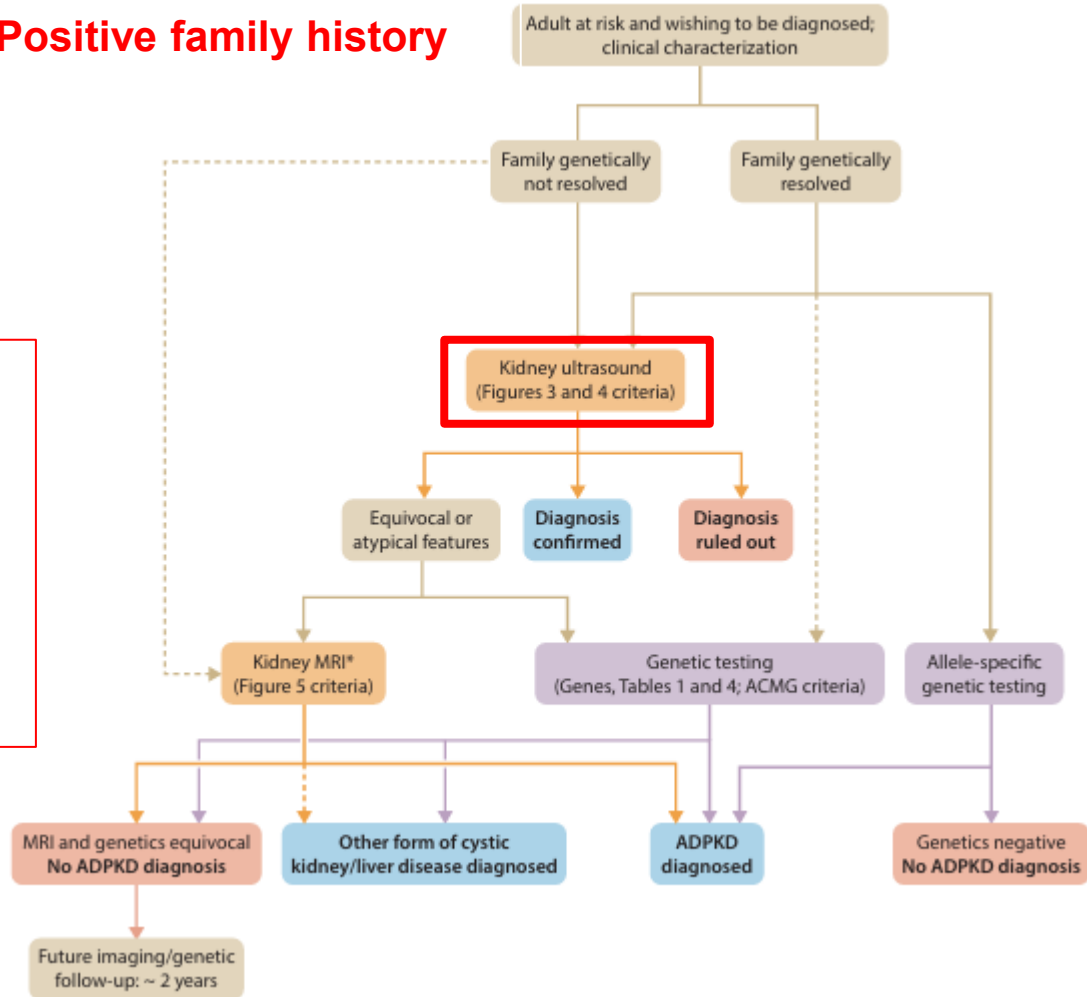 Positive family history
Adult at risk and wishing to be diagnosed;
clinical characterization
Family genetically
not resolved
Family genetically
resolved
Kidney ultrasound
(Figures 3 and 4 criteria)
Equivocal or
atypical features
Diagnosis
confirmed
Diagnosis
ruled out
Kidney MRI*
(Figure 5 criteria)
Genetic testing
(Genes, Tables 1 and 4; ACMG criteria)
Allele-specific
genetic testing
MRI and genetics equivocal
No ADPKD diagnosis
Other form of cystic
kidney/liver disease diagnosed
ADPKD
diagnosed
Genetics negative
No ADPKD diagnosis
Future imaging/genetic
follow-up: ~ 2 years